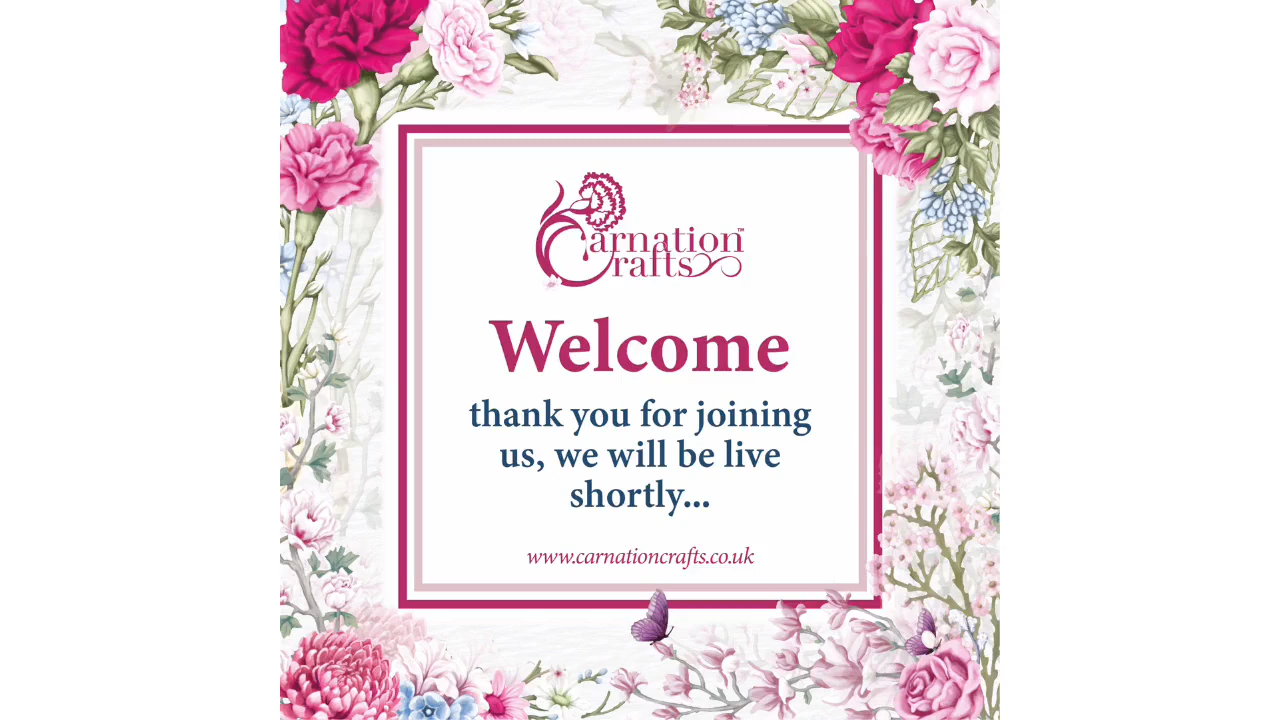 Carnation™
Crafts
Welcome
thank you for joining
us, we will be live
shortly...
www.carnationcrafts.co.uk